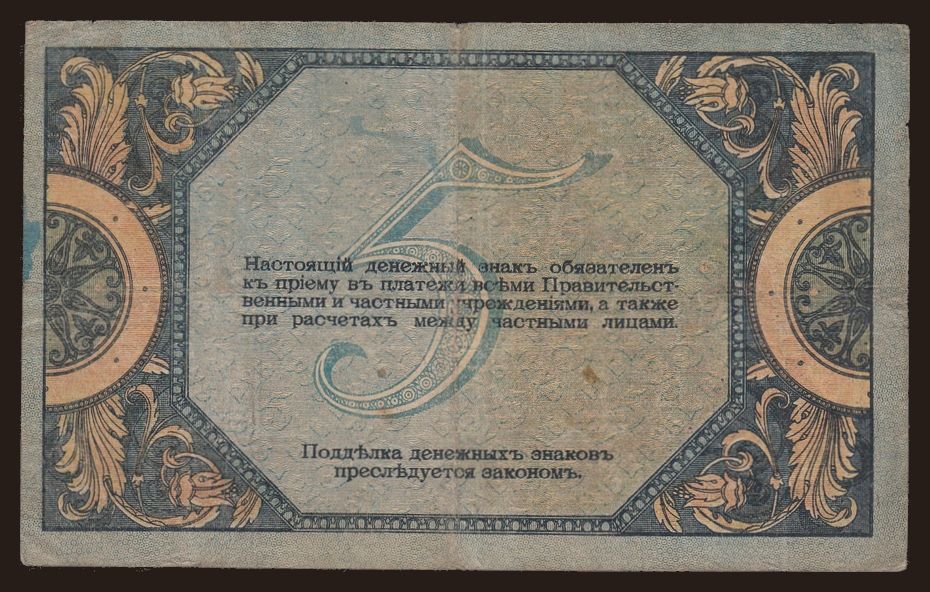 5
Настоящій денежный знакъ обязателенъ
къ пріему въ платежи всѣми Правительст-
венными и частными учрежденіями, а также
при расчетахъ между частными лицами.
Поддѣлка денежныхъ знаковъ
преслѣдуется закономъ.